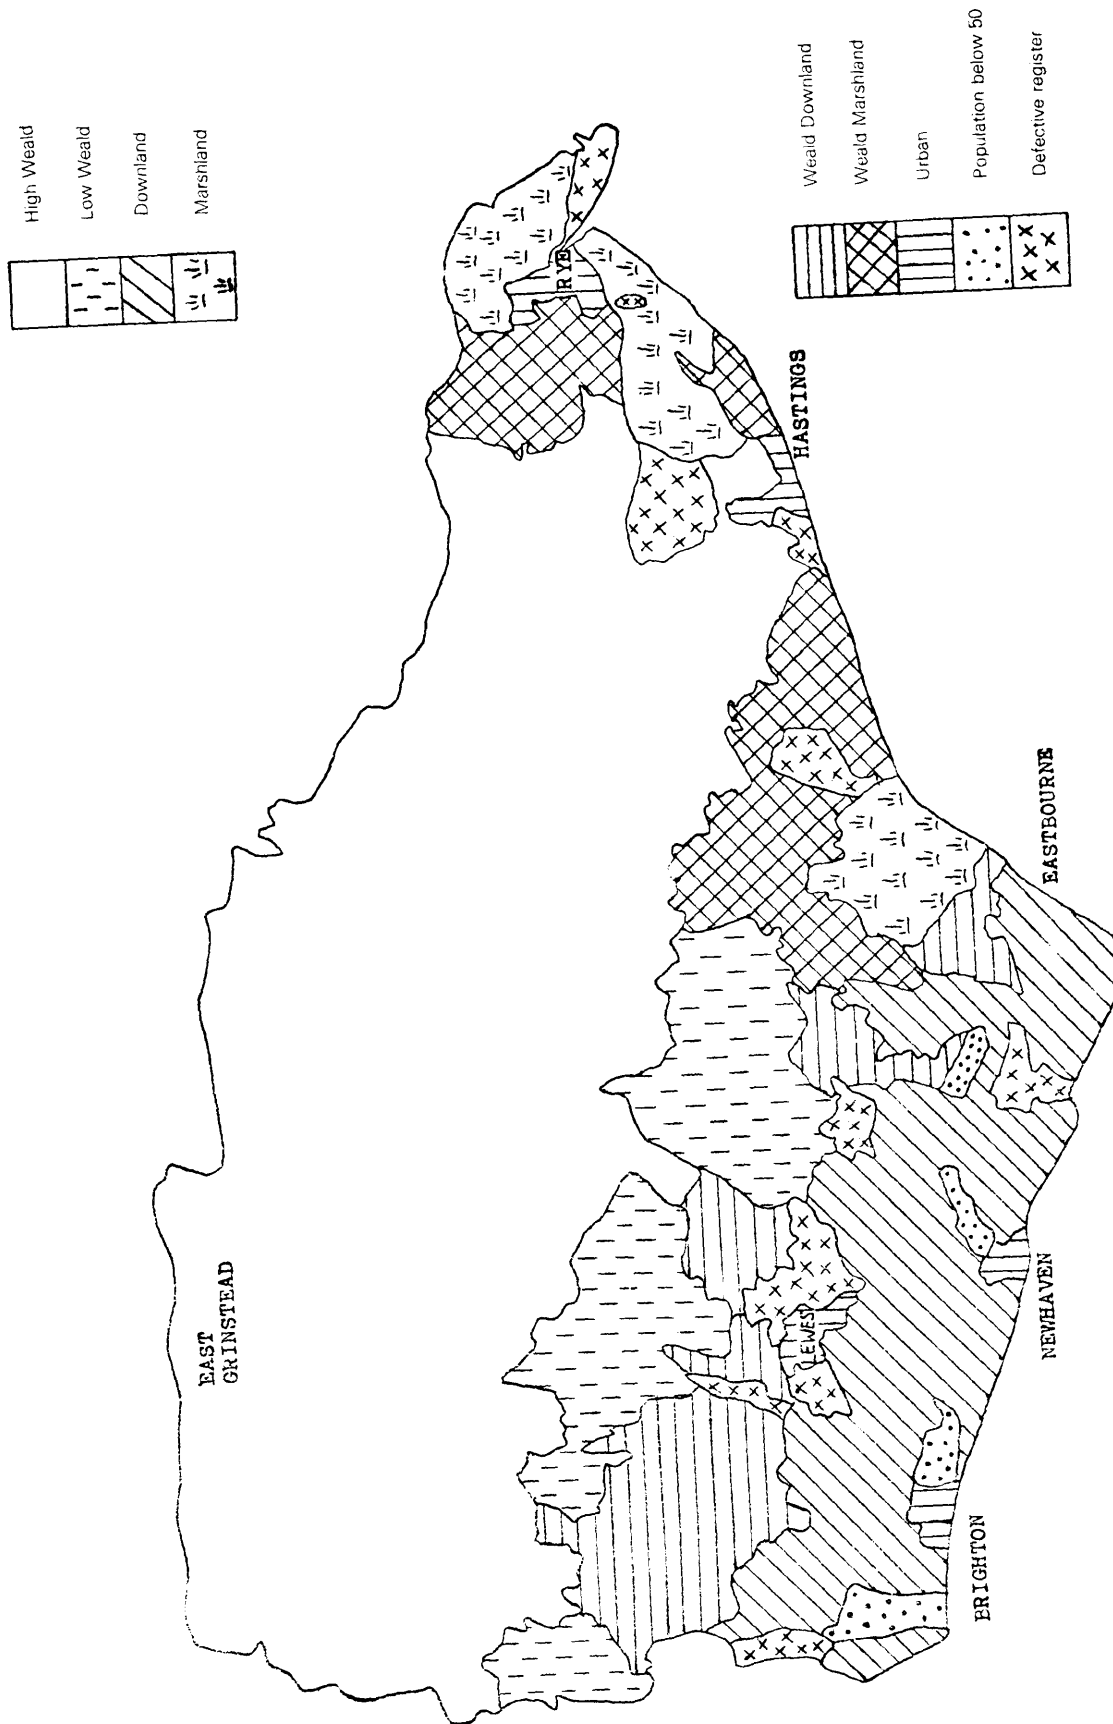 High Weald
Low Weald
Downland
Marshland
Weald Downland
Weald Marshland
Urban
Population below 50
Defective register
EAST
GRINSTEAD
RYE
HASTINGS
LEWES
EASTBOURNE
NEWHAVEN
BRIGHTON